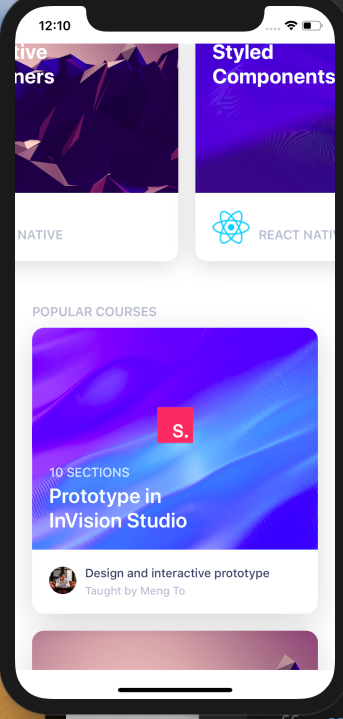 12:10
tive
ners
Styled
Components
NATIVE
REACT NATI
POPULAR COURSES
S.
10 SECTIONS
Prototype in
InVision Studio
Design and interactive prototype
Taught by Meng To